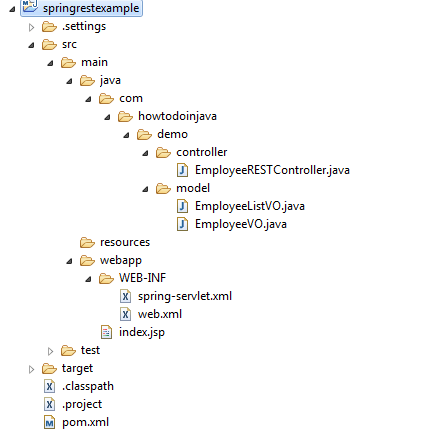 springrestexample
.settings
src
main
java
com
howtodoinjava
demo
controller
EmployeeRESTController.java
model
EmployeeListVO.java
EmployeeVO.java
resources
webapp
WEB-INF
spring-servlet.xml
web.xml
index.jsp
test
target
.classpath
.project
pom.xml